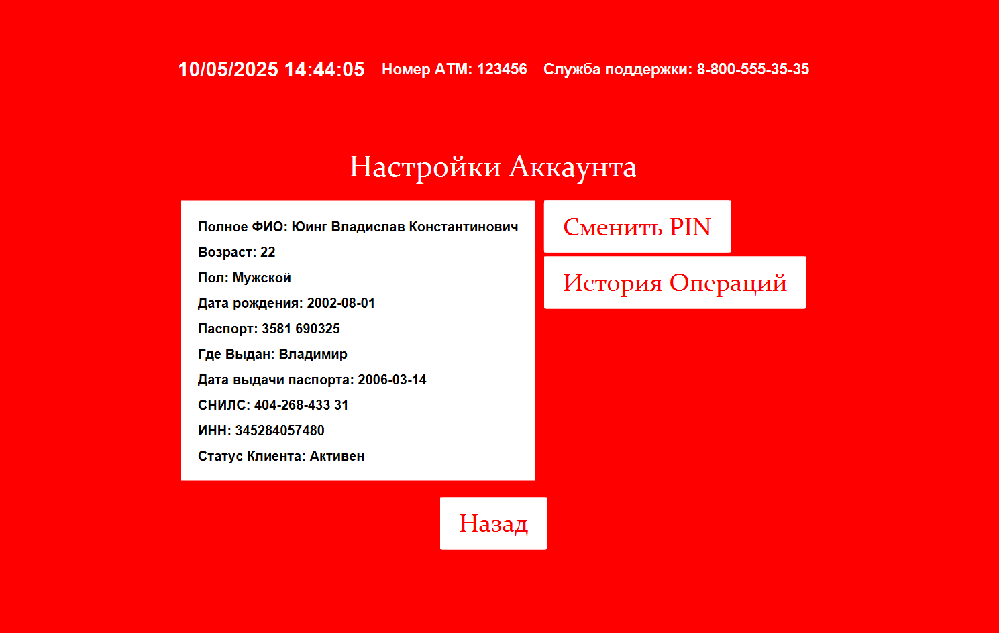 10/05/2025 14:44:05 Номер АТМ: 123456 Служба поддержки: 8-800-555-35-35
Настройки Аккаунта
Полное ФИО: Юинг Владислав Константинович
Возраст: 22
Пол: Мужской
Дата рождения: 2002-08-01
Паспорт: 3581 690325
Где Выдан: Владимир
Дата выдачи паспорта: 2006-03-14
СНИЛС: 404-268-433 31
ИНН: 345284057480
Статус Клиента: Активен
Сменить PIN
История Операций
Назад